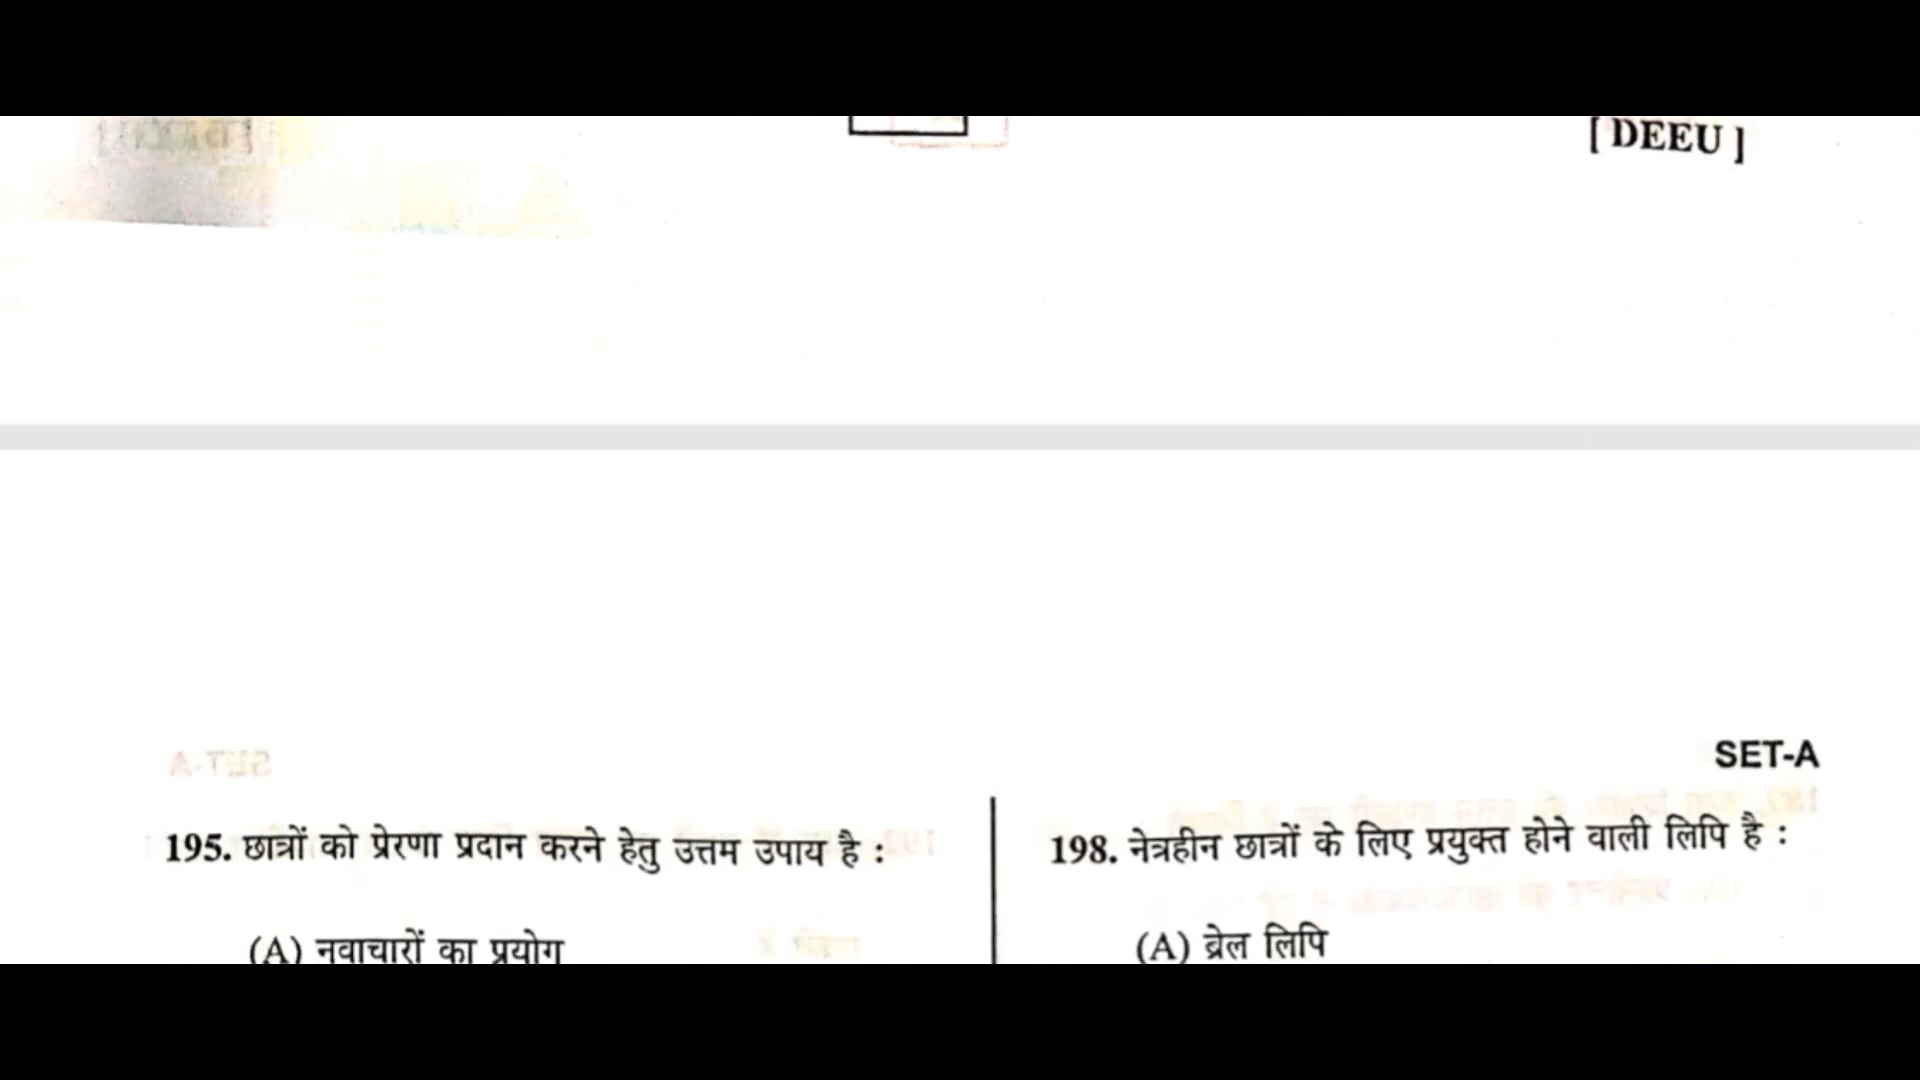 [ DEEU ]
SET-A
195. छात्रों को प्रेरणा प्रदान करने हेतु उत्तम उपाय है :
(A) नवाचारों का प्रयोग
198. नेत्रहीन छात्रों के लिए प्रयुक्त होने वाली लिपि है :
(A) ब्रेल लिपि